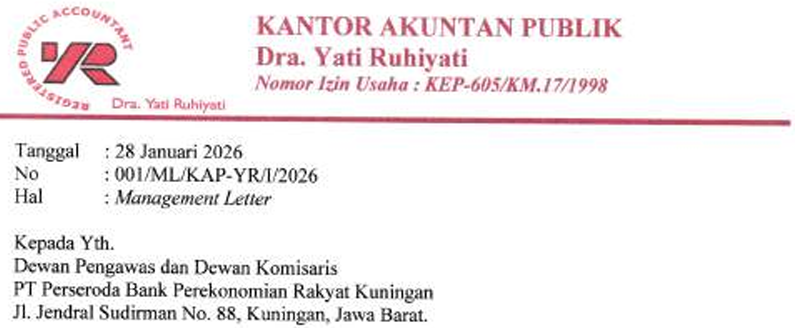 REGISTERED PUBLIC ACCOUNTANT
YR
Dra. Yati Ruhiyati
KANTOR AKUNTAN PUBLIK
Dra. Yati Ruhiyati
Nomor Izin Usaha : KEP-605/KM.17/1998
Tanggal : 28 Januari 2026
No : 001/ML/KAP-YR/I/2026
Hal : Management Letter
Kepada Yth.
Dewan Pengawas dan Dewan Komisaris
PT Perseroda Bank Perekonomian Rakyat Kuningan
Jl. Jendral Sudirman No. 88, Kuningan, Jawa Barat.